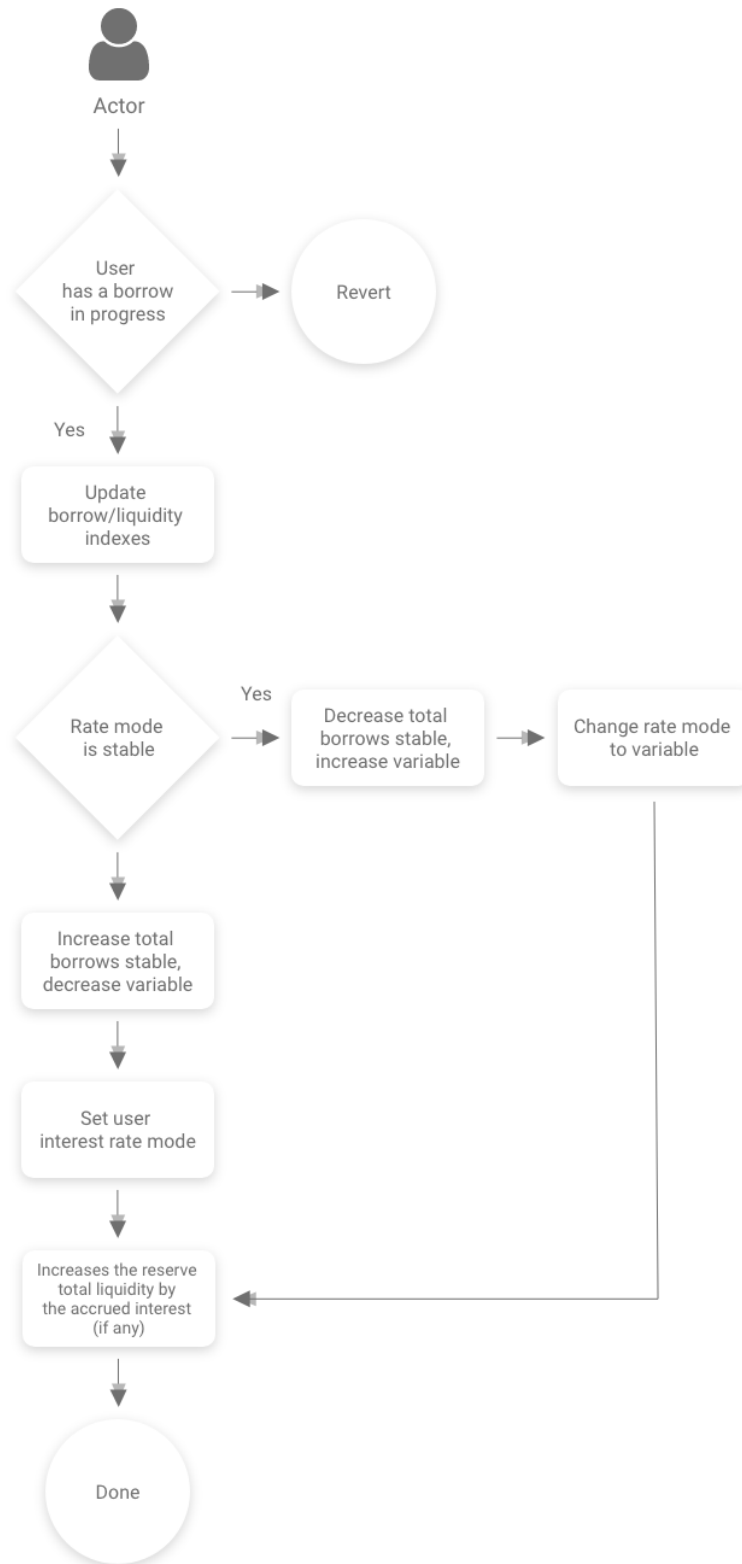 Actor
User
has a borrow
in progress
Revert
Yes
Update
borrow/liquidity
indexes
Rate mode
is stable
Yes
Decrease total
borrows stable,
increase variable
Change rate mode
to variable
Increase total
borrows stable,
decrease variable
Set user
interest rate mode
Increases the reserve
total liquidity by
the accrued interest
(if any)
Done